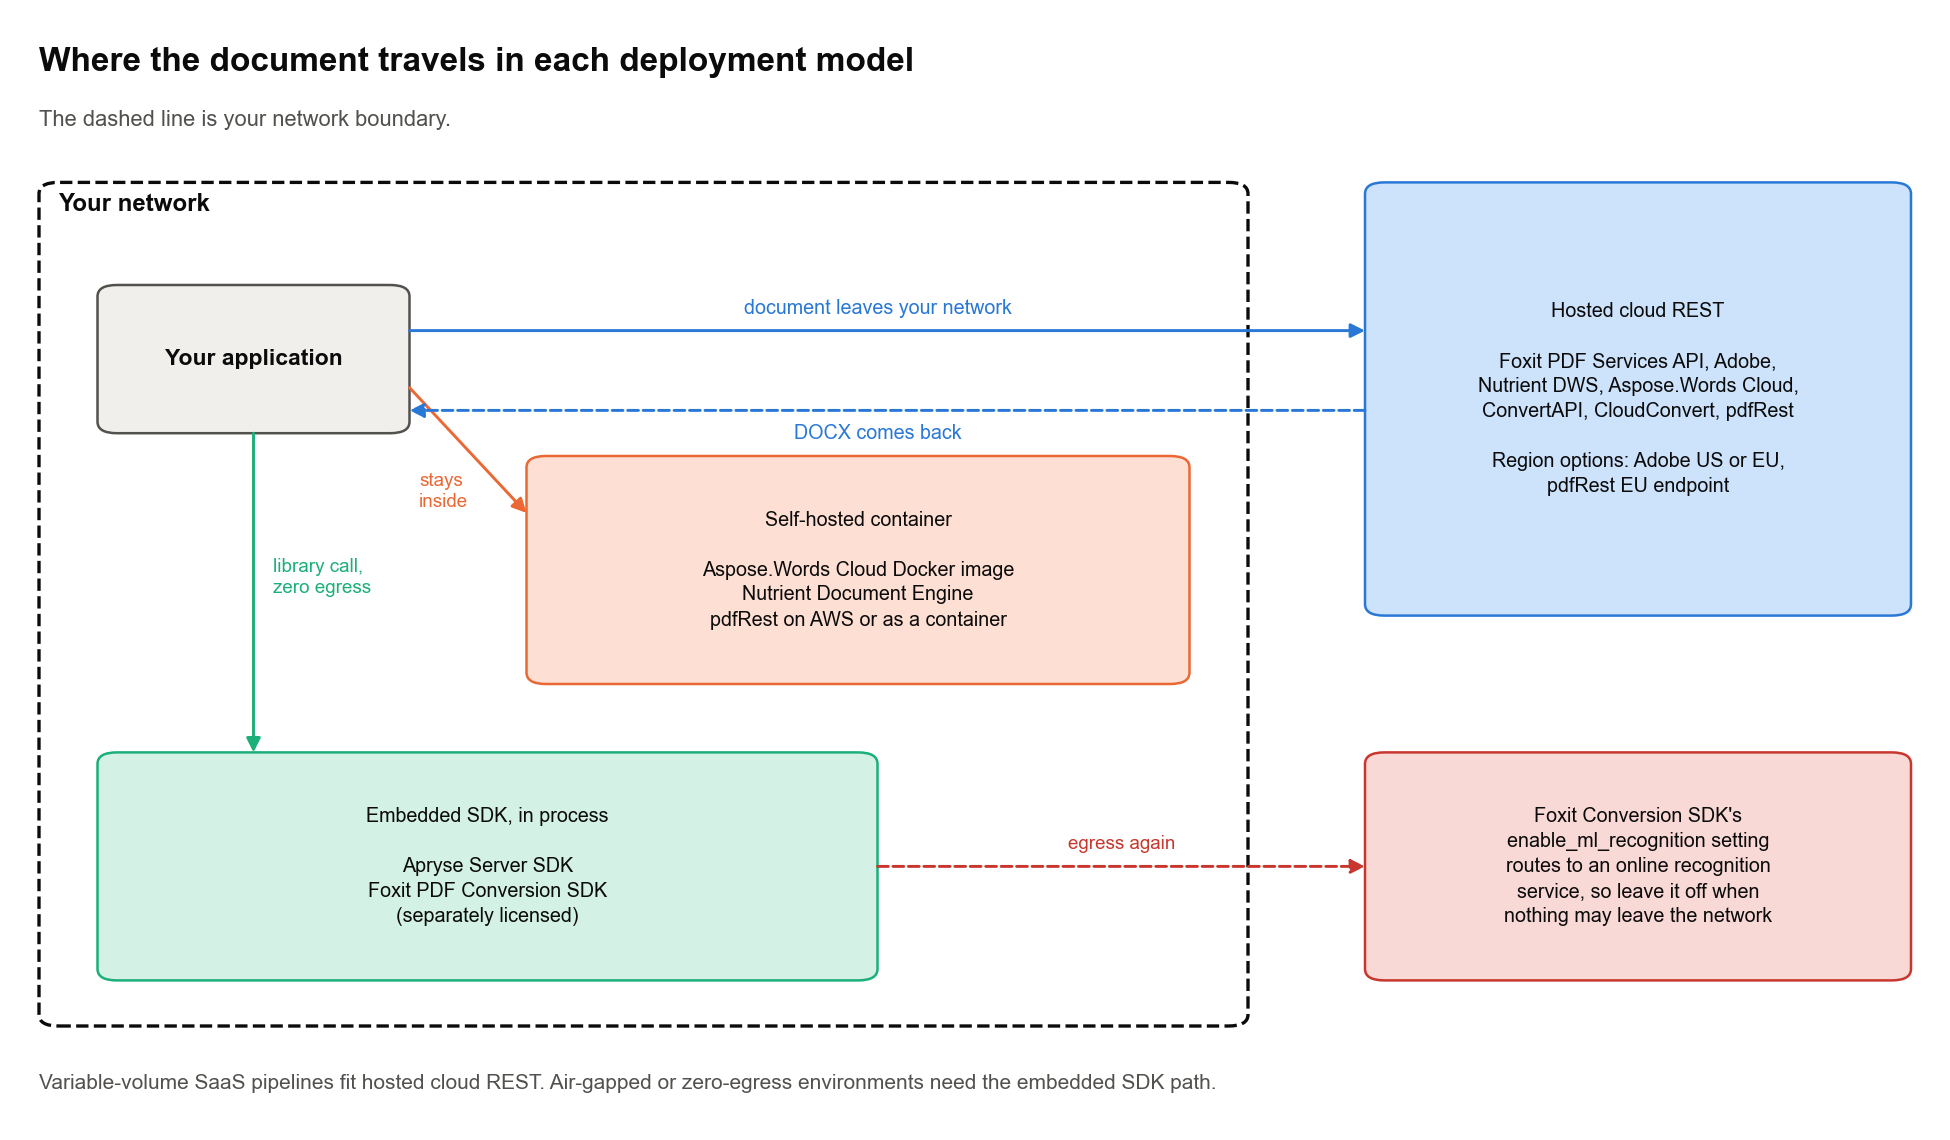 Where the document travels in each deployment model
The dashed line is your network boundary.
Your network
Your application
document leaves your network
DOCX comes back
Hosted cloud REST
Foxit PDF Services API, Adobe,
Nutrient DWS, Aspose.Words Cloud,
ConvertAPI, CloudConvert, pdfRest
Region options: Adobe US or EU,
pdfRest EU endpoint
stays
inside
Self-hosted container
Aspose.Words Cloud Docker image
Nutrient Document Engine
pdfRest on AWS or as a container
library call,
zero egress
Embedded SDK, in process
Apryse Server SDK
Foxit PDF Conversion SDK
(separately licensed)
egress again
Foxit Conversion SDK's
enable_ml_recognition setting
routes to an online recognition
service, so leave it off when
nothing may leave the network
Variable-volume SaaS pipelines fit hosted cloud REST. Air-gapped or zero-egress environments need the embedded SDK path.